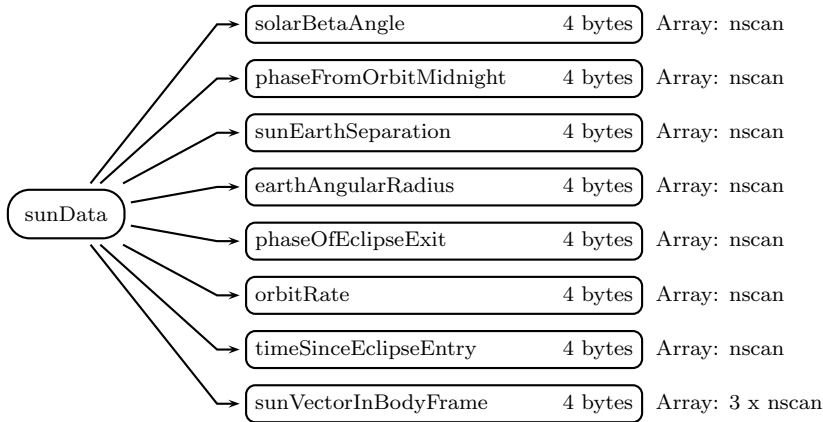 solarBetaAngle 4 bytes Array: nscan
phaseFromOrbitMidnight 4 bytes Array: nscan
sunEarthSeparation 4 bytes Array: nscan
earthAngularRadius 4 bytes Array: nscan
sunData
phaseOfEclipseExit 4 bytes Array: nscan
orbitRate 4 bytes Array: nscan
timeSinceEclipseEntry 4 bytes Array: nscan
sunVectorInBodyFrame 4 bytes Array: 3 x nscan